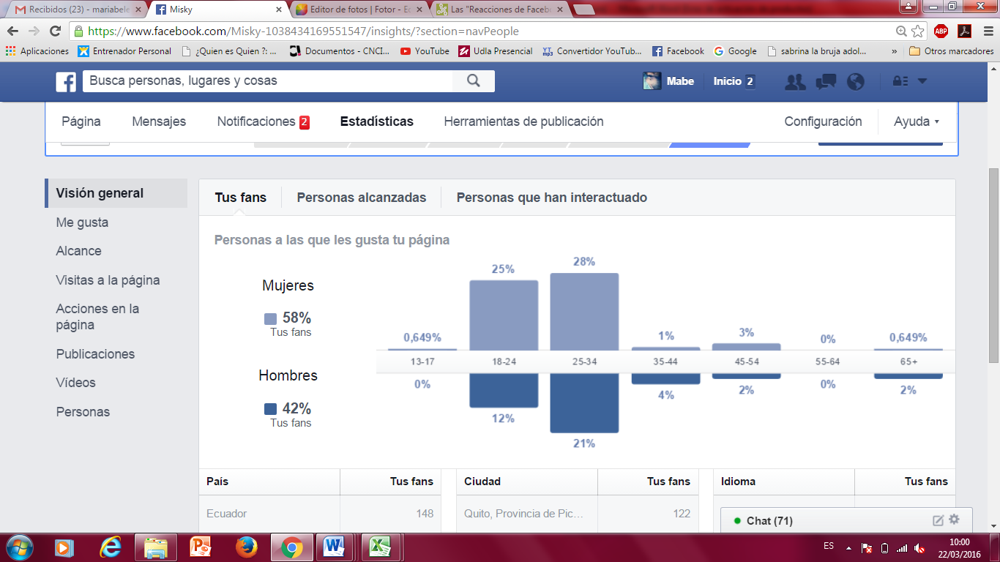 Recibidos (23) - mariabele
Misky
Editor de fotos | Fotor - Ed
Las "Reacciones de Facebo
https://www.facebook.com/Misky-1038434169551547/insights/?section=navPeople
ABP
Aplicaciones
Entrenador Personal
¿Quien es Quien ?: ...
Documentos - CNCI...
YouTube
Udla Presencial
Convertidor YouTub...
Facebook
Google
sabrina la bruja adol...
»
Otros marcadores
Busca personas, lugares y cosas
Mabe
Inicio 2
Página
Mensajes
Notificaciones 2
Estadísticas
Herramientas de publicación
Configuración
Ayuda
Visión general
Me gusta
Alcance
Visitas a la página
Acciones en la
página
Publicaciones
Vídeos
Personas
Tus fans
Personas alcanzadas
Personas que han interactuado
Personas a las que les gusta tu página
Mujeres
58%
Tus fans
Hombres
42%
Tus fans
0,649% 25% 28% 1% 3% 0% 0,649%
13-17 18-24 25-34 35-44 45-54 55-64 65+
0% 12% 21% 4% 2% 0% 2%
País Tus fans
Ecuador 148
Ciudad Tus fans
Quito, Provincia de Pic... 122
Idioma Tus fans
Chat (71)
ES
10:00
22/03/2016